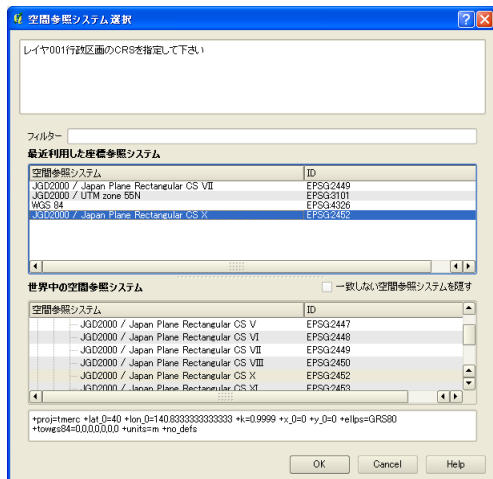 空間参照システム選択
レイヤ001行政区画のCRSを指定して下さい
フィルター
最近利用した座標参照システム
空間参照システム ID
JGD2000 / Japan Plane Rectangular CS VII EPSG:2449
JGD2000 / UTM zone 55N EPSG:3101
WGS 84 EPSG:4326
JGD2000 / Japan Plane Rectangular CS X EPSG:2452
世界中の空間参照システム 一致しない空間参照システムを隠す
空間参照システム ID
JGD2000 / Japan Plane Rectangular CS V EPSG:2447
JGD2000 / Japan Plane Rectangular CS VI EPSG:2448
JGD2000 / Japan Plane Rectangular CS VII EPSG:2449
JGD2000 / Japan Plane Rectangular CS VIII EPSG:2450
JGD2000 / Japan Plane Rectangular CS X EPSG:2452
JGD2000 / Japan Plane Rectangular CS XI EPSG:2453
+proj=tmerc +lat_0=40 +lon_0=140.8333333333333 +k=0.9999 +x_0=0 +y_0=0 +ellps=GRS80
+towgs84=0,0,0,0,0,0,0 +units=m +no_defs
OK Cancel Help